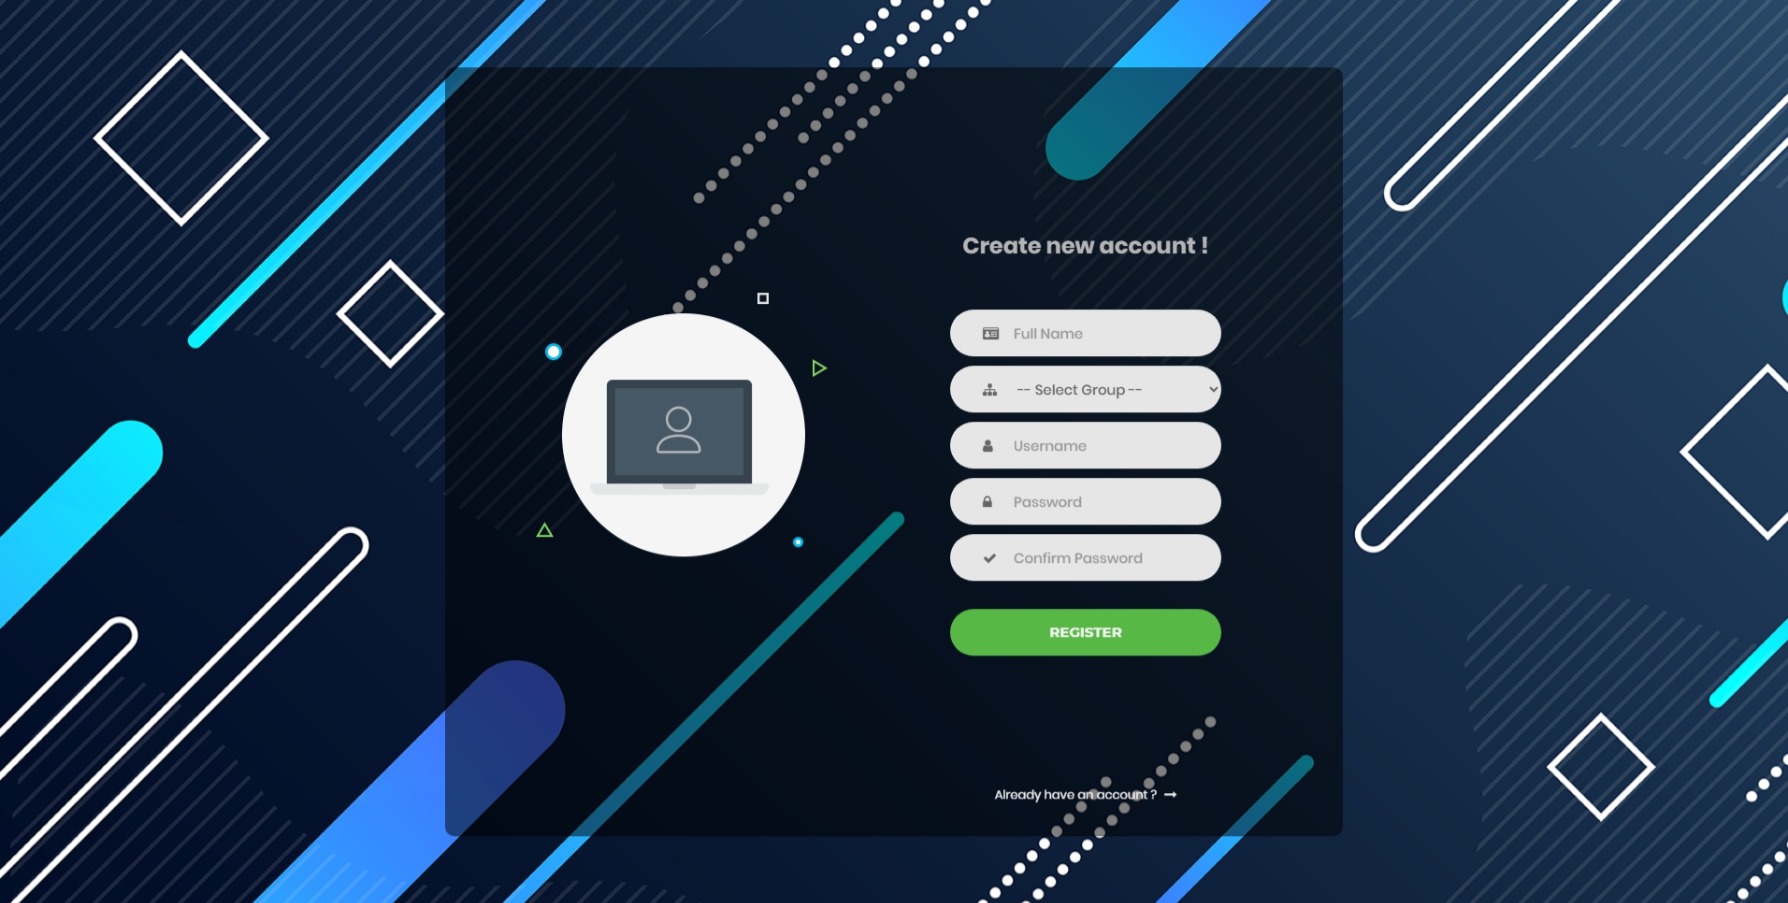 Create new account !
Full Name
-- Select Group --
Username
Password
Confirm Password
REGISTER
Already have an account ? →